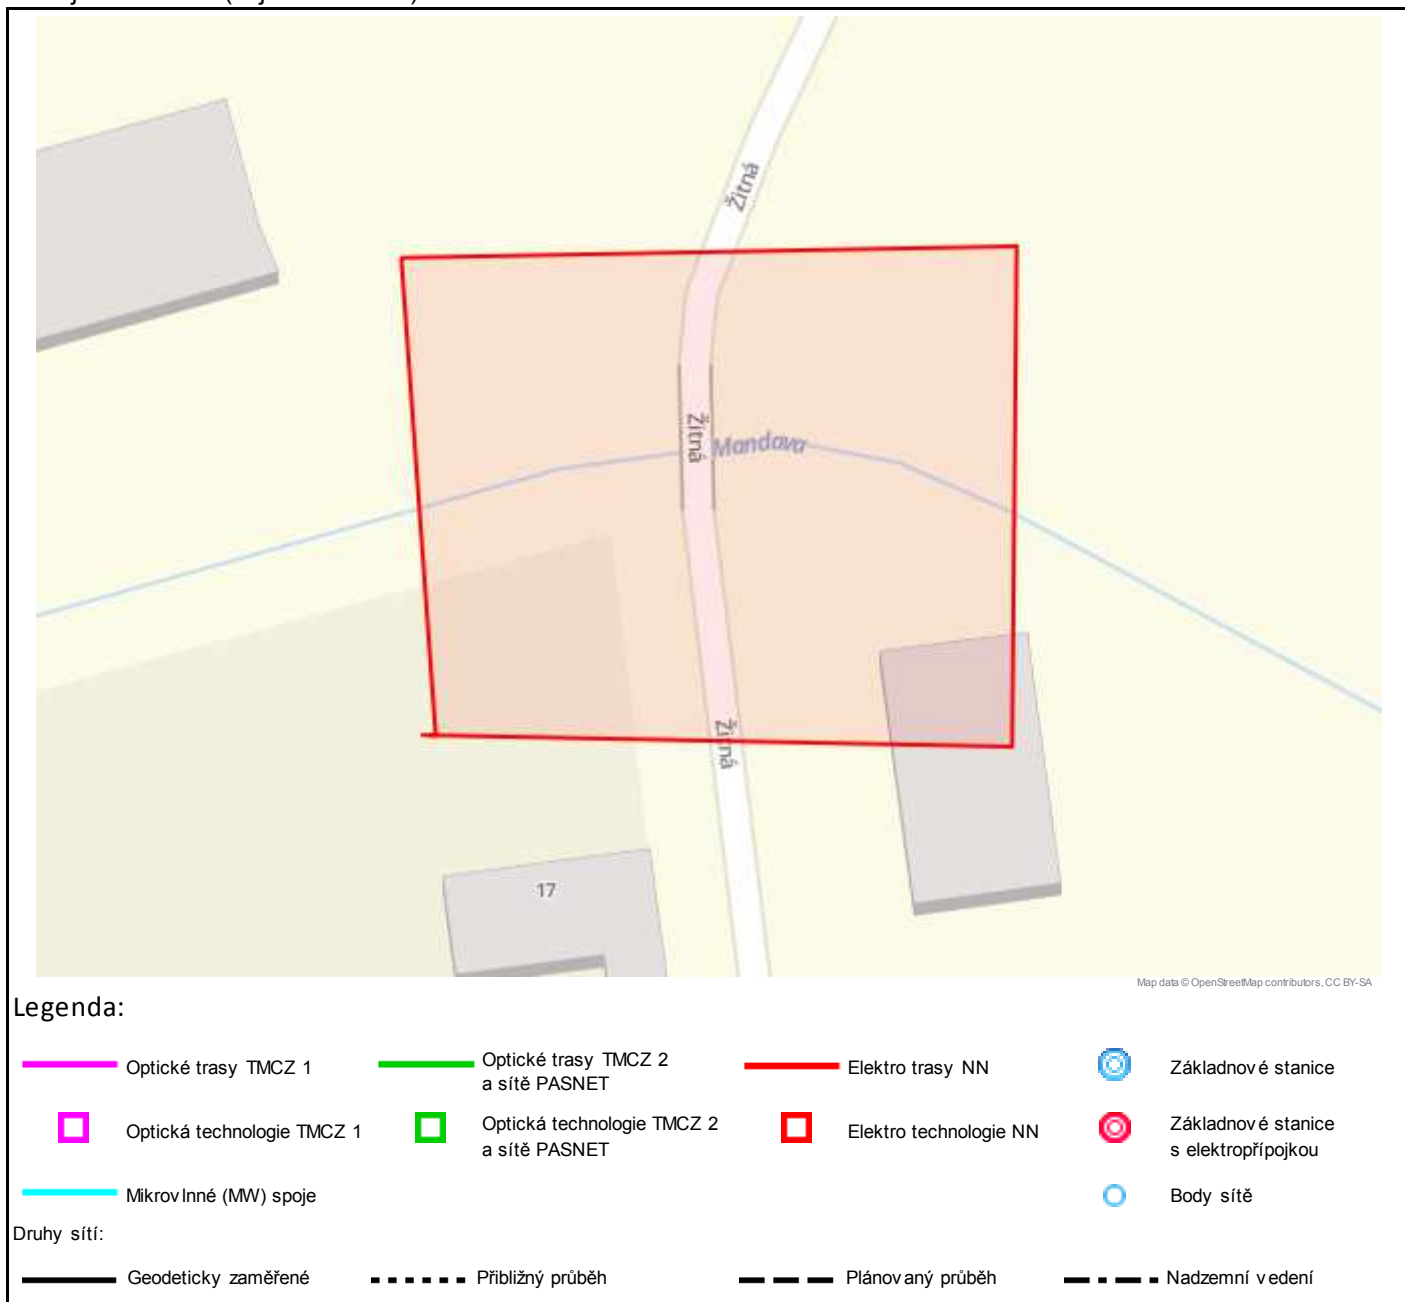 Žitná
Žitná
Mandava
Žitná
17
Map data © OpenStreetMap contributors, CC BY-SA
Legenda:
Optické trasy TMCZ 1
Optické trasy TMCZ 2
a sítě PASNET
Elektro trasy NN
Základnové stanice
Optická technologie TMCZ 1
Optická technologie TMCZ 2
a sítě PASNET
Elektro technologie NN
Základnové stanice
s elektropřípojkou
Mikrovlnné (MW) spoje
Body sítě
Druhy sítí:
Geodeticky zaměřené
Přibližný průběh
Plánovaný průběh
Nadzemní vedení